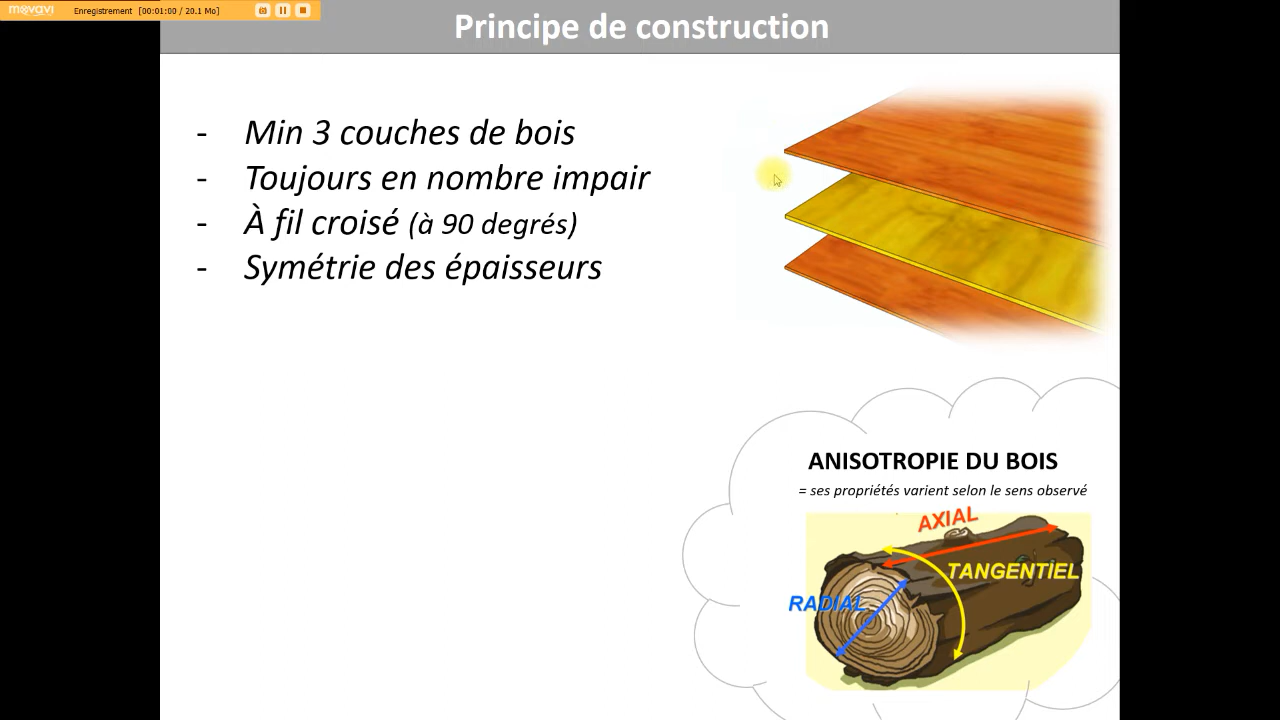 movavi
Enregistrement [00:01:00 / 20.1 Mo]
Principe de construction
- Min 3 couches de bois
- Toujours en nombre impair
- À fil croisé (à 90 degrés)
- Symétrie des épaisseurs
ANISOTROPIE DU BOIS
= ses propriétés varient selon le sens observé
AXIAL
TANGENTIEL
RADIAL